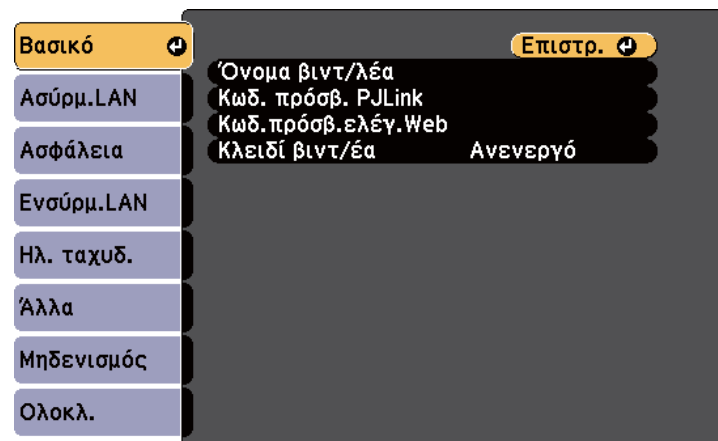 Βασικό
Ασύρμ.LAN
Ασφάλεια
Ενσύρμ.LAN
Ηλ. ταχυδ.
Άλλα
Μηδενισμός
Ολοκλ.
Επιστρ.
Όνομα βιντ/λέα
Κωδ. πρόσβ. PJLink
Κωδ.πρόσβ.ελέγ.Web
Κλειδί βιντ/έα Ανενεργό